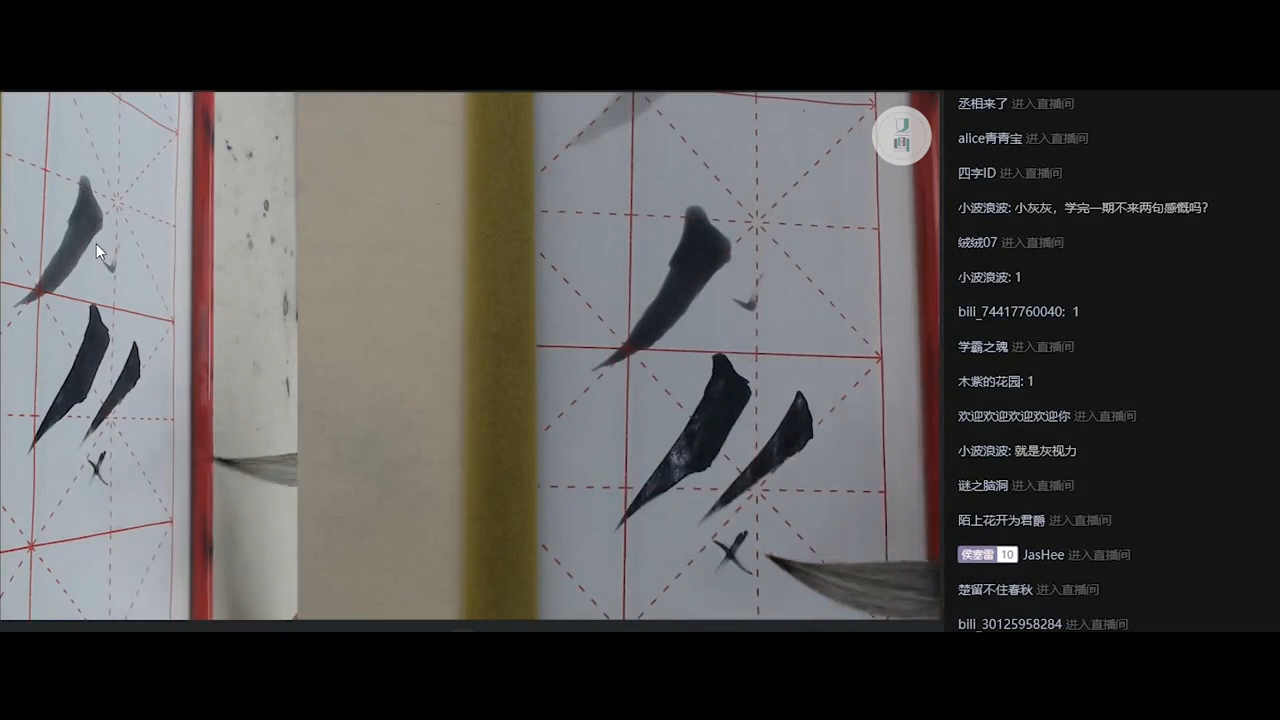 丞相来了 进入直播间
alice青青宝 进入直播间
四字ID 进入直播间
小波浪波: 小灰灰，学完一期不来两句感慨吗?
绒绒07 进入直播间
小波浪波: 1
bili_74417760040: 1
学霸之魂 进入直播间
木紫的花园: 1
欢迎欢迎欢迎欢迎你 进入直播间
小波浪波: 就是灰视力
谜之脑洞 进入直播间
陌上花开为君爵 进入直播间
侯塞雷 10 JasHee 进入直播间
楚留不住春秋 进入直播间
bili_30125958284 进入直播间